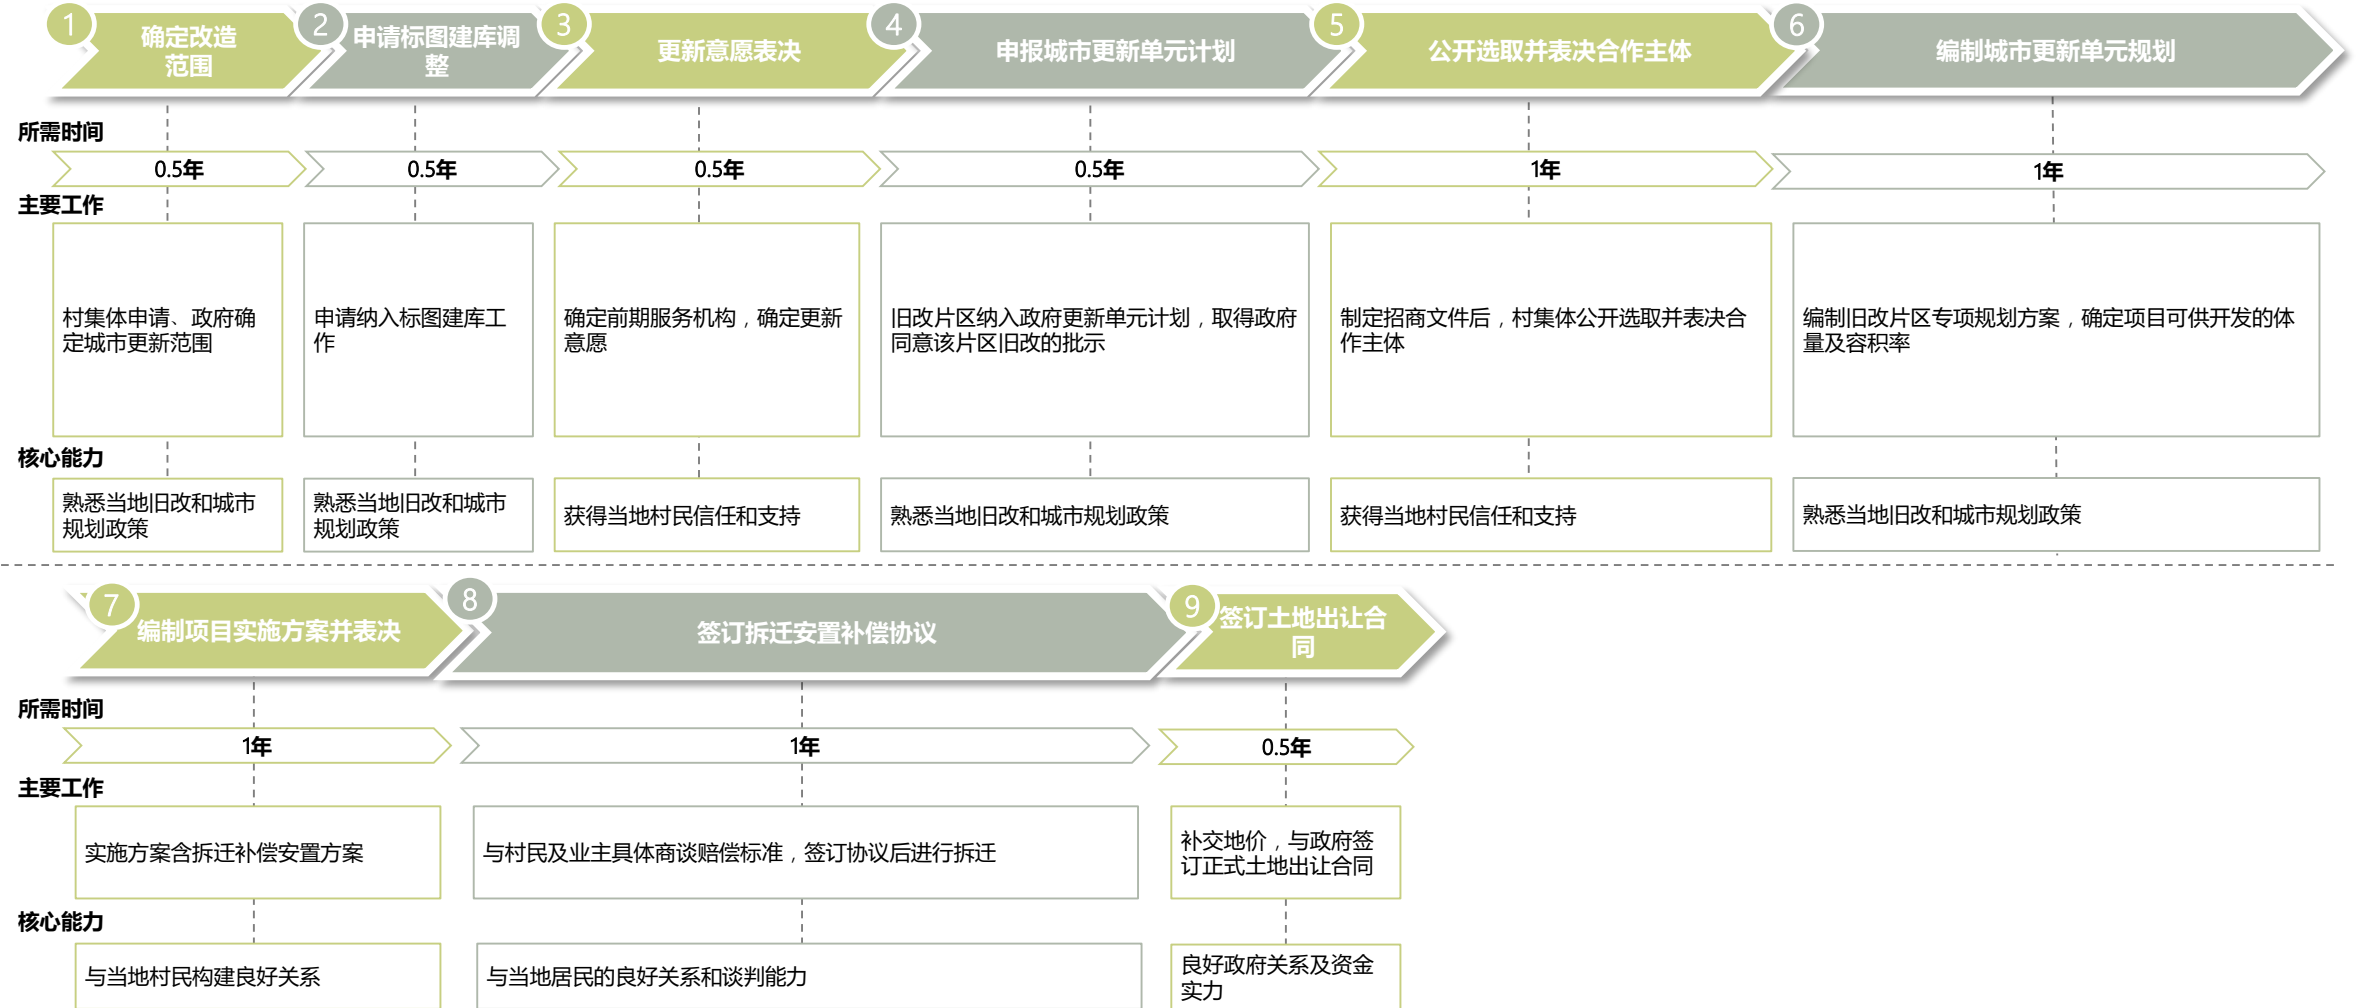 1
确定改造
范围
2
申请标图建库调
整
3
更新意愿表决
4
申报城市更新单元计划
5
公开选取并表决合作主体
6
编制城市更新单元规划
所需时间
0.5年
0.5年
0.5年
0.5年
1年
1年
主要工作
村集体申请、政府确
定城市更新范围
申请纳入标图建库工
作
确定前期服务机构，确定更新
意愿
旧改片区纳入政府更新单元计划，取得政府
同意该片区旧改的批示
制定招商文件后，村集体公开选取并表决合
作主体
编制旧改片区专项规划方案，确定项目可供开发的体
量及容积率
核心能力
熟悉当地旧改和城市
规划政策
熟悉当地旧改和城市
规划政策
获得当地村民信任和支持
熟悉当地旧改和城市规划政策
获得当地村民信任和支持
熟悉当地旧改和城市规划政策
7
编制项目实施方案并表决
8
签订拆迁安置补偿协议
9
签订土地出让合
同
所需时间
1年
1年
0.5年
主要工作
实施方案含拆迁补偿安置方案
与村民及业主具体商谈赔偿标准，签订协议后进行拆迁
补交地价，与政府签
订正式土地出让合同
核心能力
与当地村民构建良好关系
与当地居民的良好关系和谈判能力
良好政府关系及资金
实力